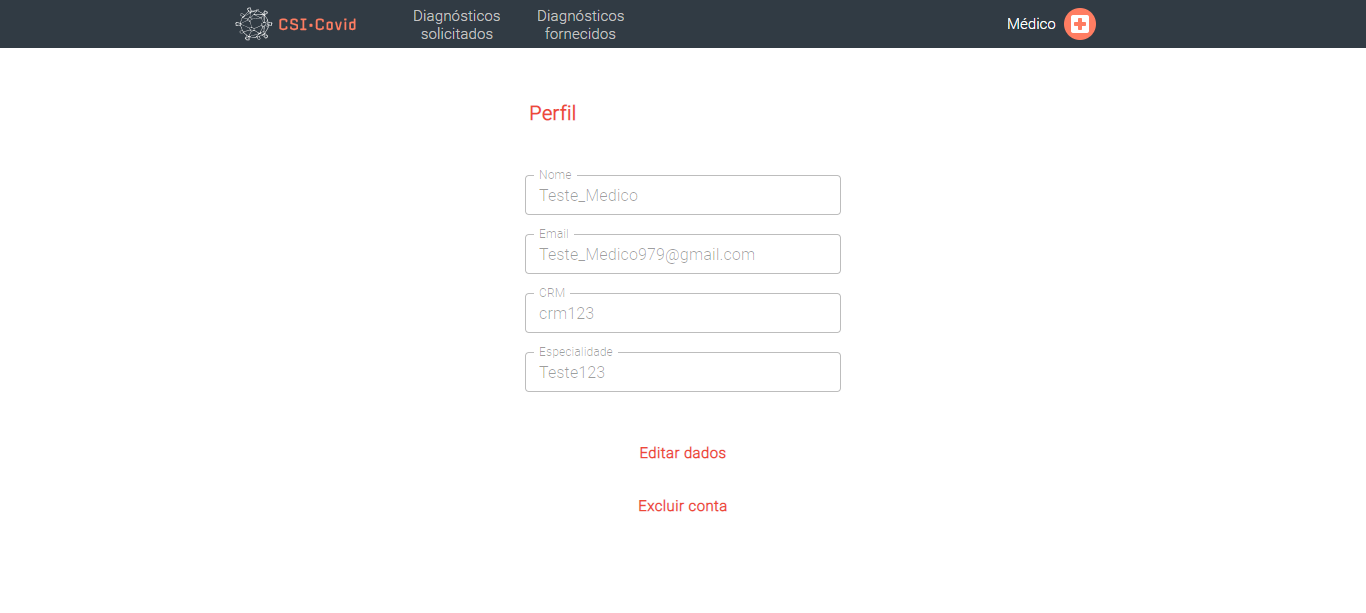 CSI•Covid
Diagnósticos
solicitados
Diagnósticos
fornecidos
Médico
Perfil
Nome
Teste_Medico
Email
Teste_Medico979@gmail.com
CRM
crm123
Especialidade
Teste123
Editar dados
Excluir conta